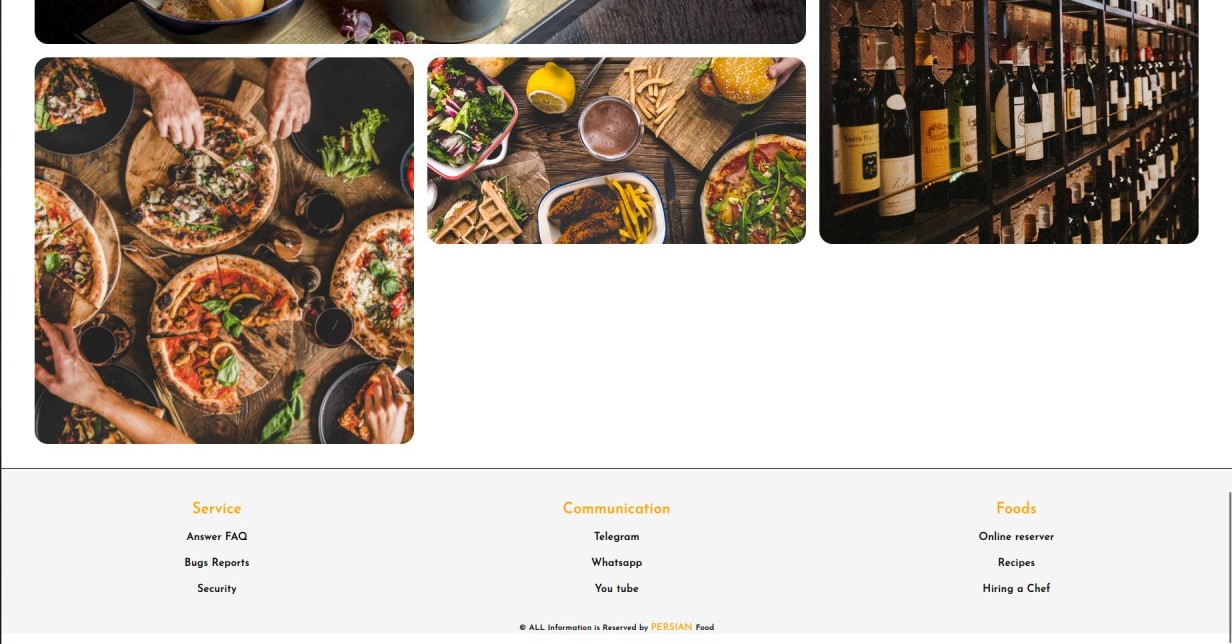 Service
Answer FAQ
Bugs Reports
Security
Communication
Telegram
Whatsapp
You tube
Foods
Online reserver
Recipes
Hiring a Chef
© ALL Information is Reserved by PERSIAN Food